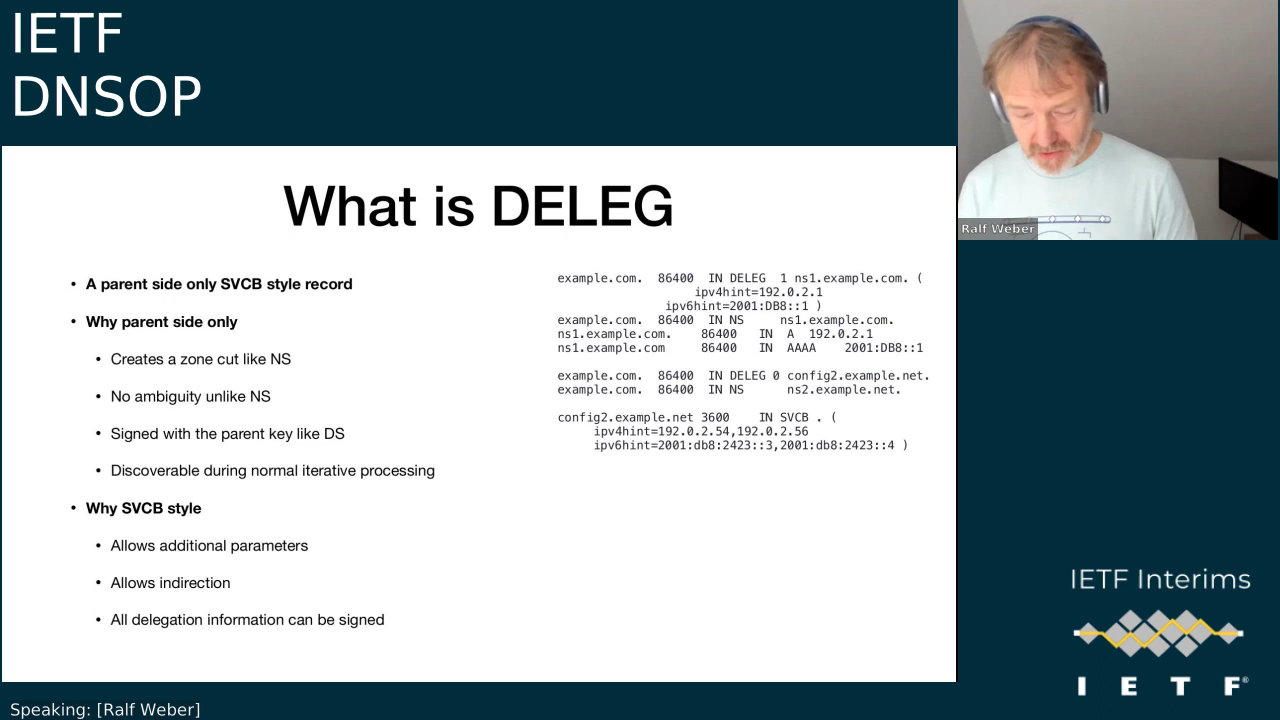 IETF
DNSOP
Ralf Weber
What is DELEG
• A parent side only SVCB style record
• Why parent side only
• Creates a zone cut like NS
• No ambiguity unlike NS
• Signed with the parent key like DS
• Discoverable during normal iterative processing
• Why SVCB style
• Allows additional parameters
• Allows indirection
• All delegation information can be signed
example.com. 86400 IN DELEG 1 ns1.example.com. (
ipv4hint=192.0.2.1
ipv6hint=2001:DB8::1 )
example.com. 86400 IN NS ns1.example.com.
ns1.example.com. 86400 IN A 192.0.2.1
ns1.example.com 86400 IN AAAA 2001:DB8::1
example.com. 86400 IN DELEG 0 config2.example.net.
example.com. 86400 IN NS ns2.example.net.
config2.example.net 3600 IN SVCB . (
ipv4hint=192.0.2.54,192.0.2.56
ipv6hint=2001:db8:2423::3,2001:db8:2423::4 )
IETF Interims
I E T F®
Speaking: [Ralf Weber]